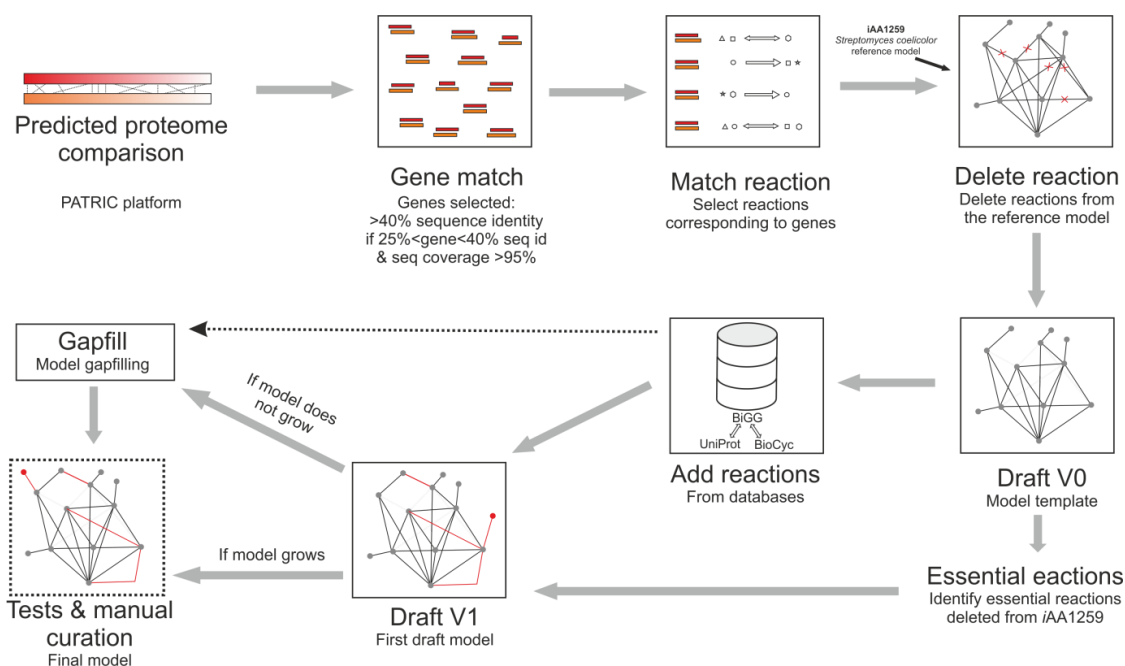 Predicted proteome
comparison
PATRIC platform
Gene match
Genes selected:
>40% sequence identity
if 25%<gene<40% seq id
& seq coverage >95%
Match reaction
Select reactions
corresponding to genes
iAA1259
Streptomyces coelicolor
reference model
Delete reaction
Delete reactions from
the reference model
Gapfill
Model gapfilling
If model does
not grow
BiGG
UniProt
BioCyc
Add reactions
From databases
Draft V0
Model template
Essential eactions
Identify essential reactions
deleted from iAA1259
If model grows
Draft V1
First draft model
Tests & manual
curation
Final model